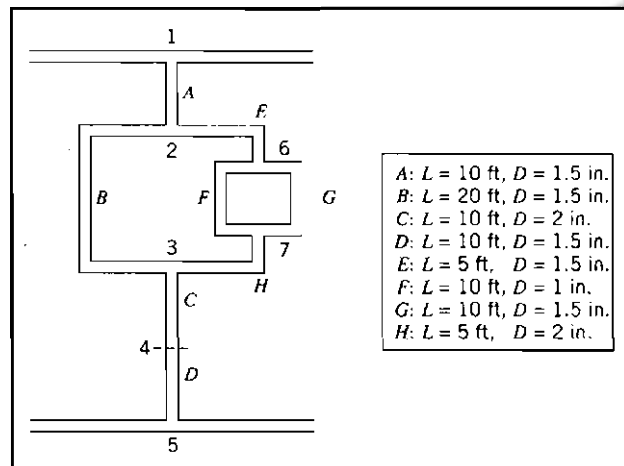 1
A
E
2
6
B
F
G
3
7
C
H
4
D
5
A: L = 10 ft, D = 1.5 in.
B: L = 20 ft, D = 1.5 in.
C: L = 10 ft, D = 2 in.
D: L = 10 ft, D = 1.5 in.
E: L = 5 ft, D = 1.5 in.
F: L = 10 ft, D = 1 in.
G: L = 10 ft, D = 1.5 in.
H: L = 5 ft, D = 2 in.